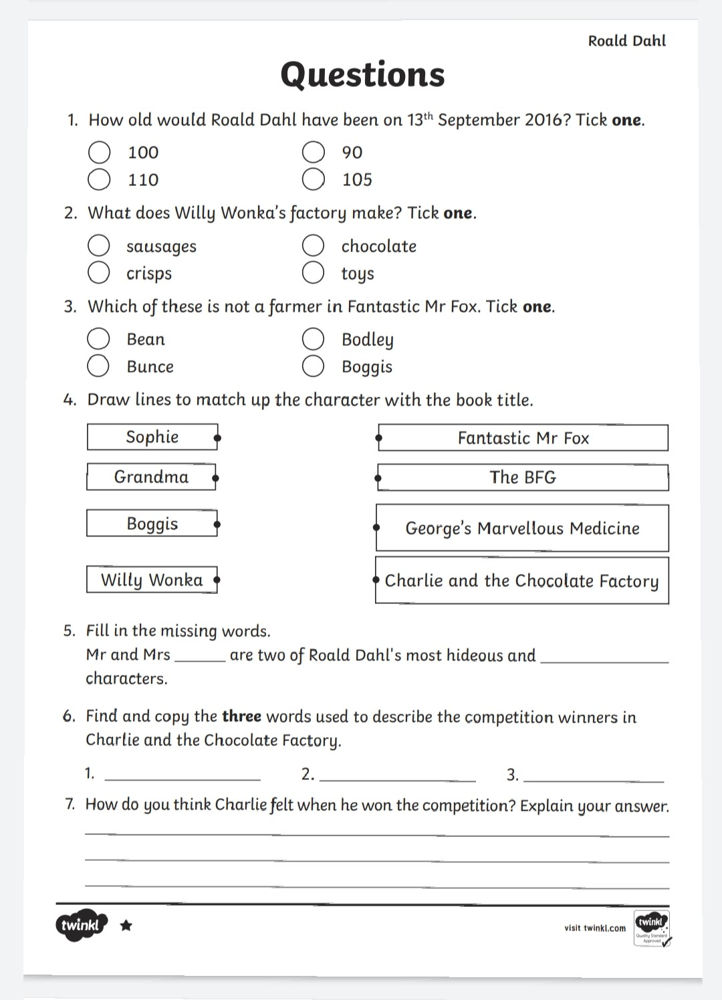 Roald Dahl
Questions
1. How old would Roald Dahl have been on 13th September 2016? Tick one.
100 90
110 105
2. What does Willy Wonka's factory make? Tick one.
sausages chocolate
crisps toys
3. Which of these is not a farmer in Fantastic Mr Fox. Tick one.
Bean Bodley
Bunce Boggis
4. Draw lines to match up the character with the book title.
Sophie Fantastic Mr Fox
Grandma The BFG
Boggis George's Marvellous Medicine
Willy Wonka Charlie and the Chocolate Factory
5. Fill in the missing words.
Mr and Mrs ______ are two of Roald Dahl's most hideous and ______________
characters.
6. Find and copy the three words used to describe the competition winners in
Charlie and the Chocolate Factory.
1. ________________ 2. ________________ 3. ________________
7. How do you think Charlie felt when he won the competition? Explain your answer.
twinkl visit twinkl.com twinkl
Quality Standard
Approved